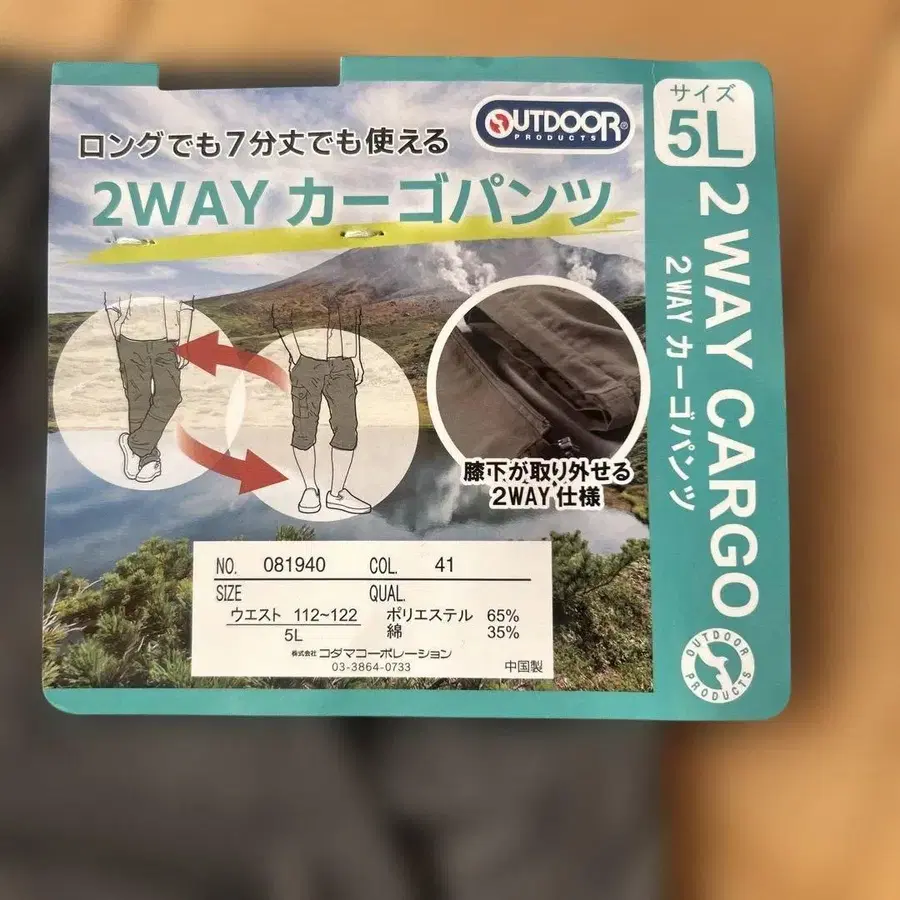 ロングでも7分丈でも使える
OUTDOOR®
PRODUCTS
2WAY カーゴパンツ
膝下が取り外せる
2WAY 仕様
NO. 081940 COL. 41
SIZE QUAL.
ウエスト 112~122 ポリエステル 65%
5L 綿 35%
株式会社 コダマコーポレーション
03-3864-0733 中国製
サイズ
5L
2 WAY CARGO
2WAY カーゴパンツ
OUTDOOR
PRODUCTS